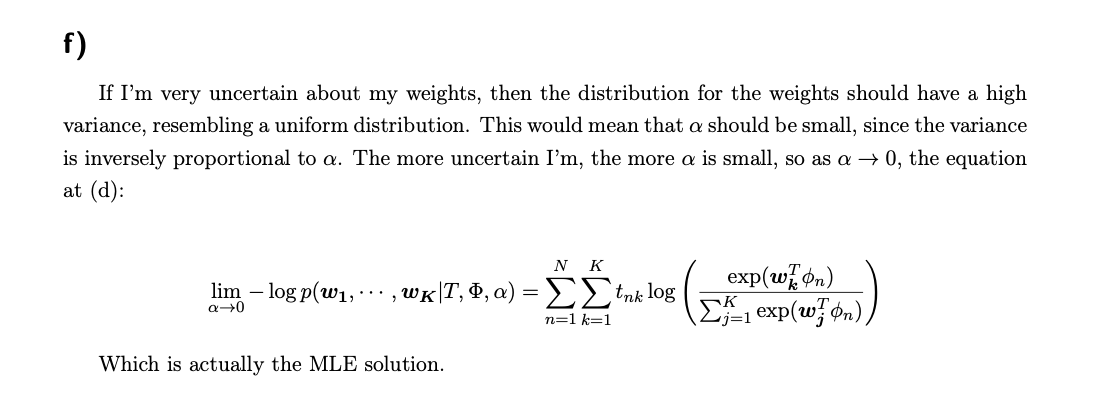 f)
If I'm very uncertain about my weights, then the distribution for the weights should have a high
variance, resembling a uniform distribution. This would mean that α should be small, since the variance
is inversely proportional to α. The more uncertain I'm, the more α is small, so as α → 0, the equation
at (d):
lim_{α→0} − log p(w_1, ⋯ , w_K|T, Φ, α) = ∑_{n=1}^{N} ∑_{k=1}^{K} t_{nk} log ( exp(w_k^T ϕ_n) / ∑_{j=1}^{K} exp(w_j^T ϕ_n) )
Which is actually the MLE solution.